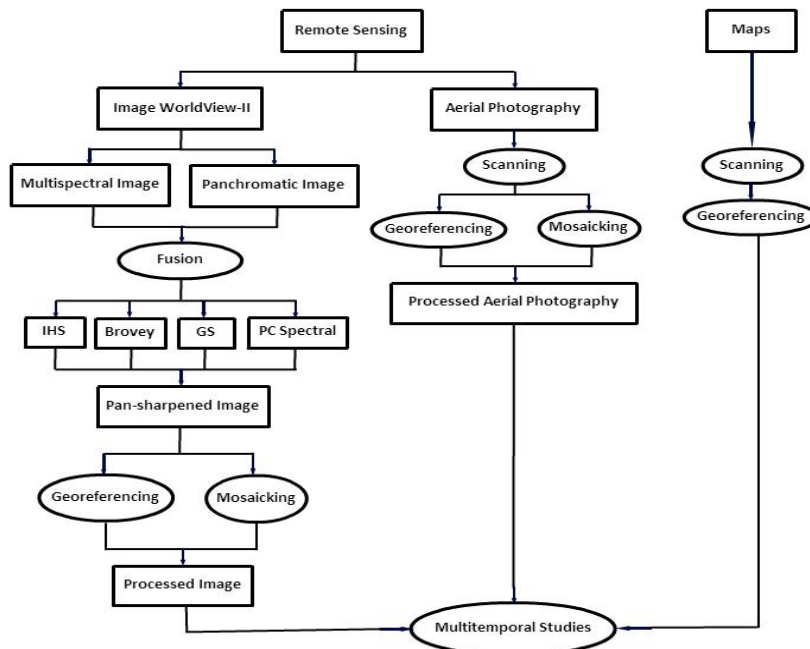 Remote Sensing
Maps
Image WorldView-II
Aerial Photography
Scanning
Scanning
Multispectral Image
Panchromatic Image
Georeferencing
Mosaicking
Georeferencing
Fusion
Processed Aerial Photography
IHS
Brovey
GS
PC Spectral
Pan-sharpened Image
Georeferencing
Mosaicking
Processed Image
Multitemporal Studies